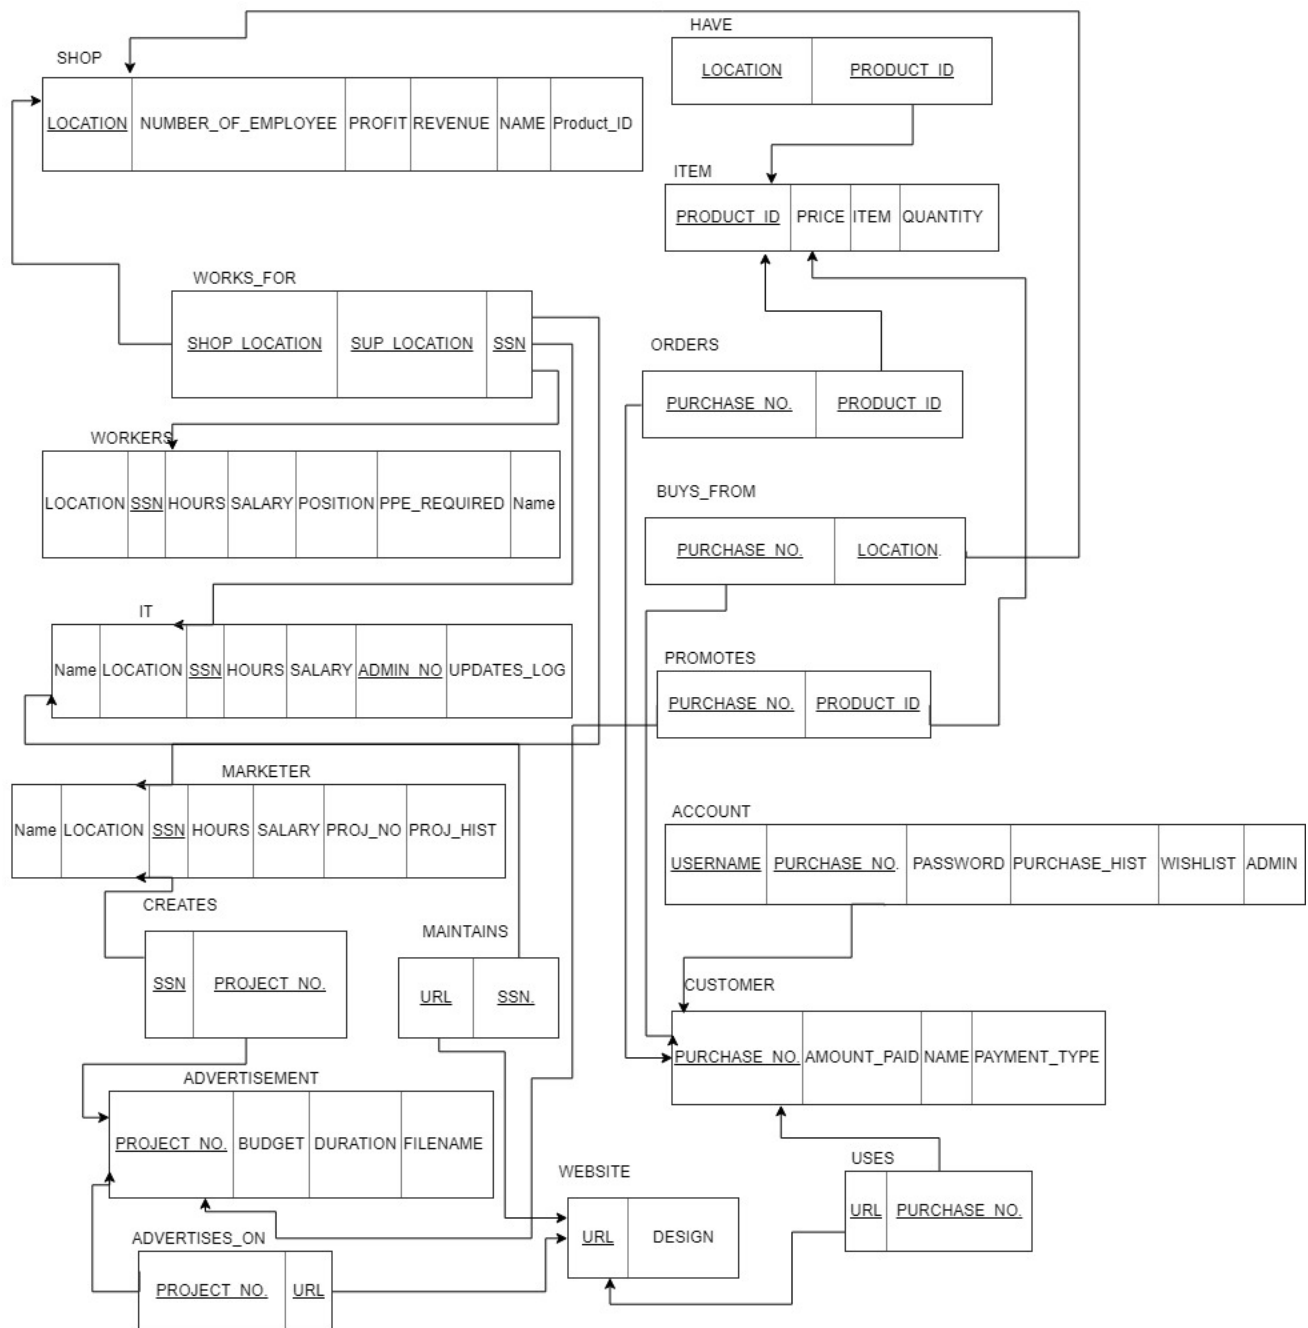 HAVE
LOCATION PRODUCT_ID
SHOP
LOCATION NUMBER_OF_EMPLOYEE PROFIT REVENUE NAME Product_ID
ITEM
PRODUCT_ID PRICE ITEM QUANTITY
WORKS_FOR
SHOP_LOCATION SUP_LOCATION SSN
ORDERS
PURCHASE_NO. PRODUCT_ID
WORKERS
LOCATION SSN HOURS SALARY POSITION PPE_REQUIRED Name
BUYS_FROM
PURCHASE_NO. LOCATION.
IT
Name LOCATION SSN HOURS SALARY ADMIN_NO UPDATES_LOG
PROMOTES
PURCHASE_NO. PRODUCT_ID
MARKETER
Name LOCATION SSN HOURS SALARY PROJ_NO PROJ_HIST
ACCOUNT
USERNAME PURCHASE_NO. PASSWORD PURCHASE_HIST WISHLIST ADMIN
CREATES
SSN PROJECT_NO.
MAINTAINS
URL SSN.
CUSTOMER
PURCHASE_NO. AMOUNT_PAID NAME PAYMENT_TYPE
ADVERTISEMENT
PROJECT_NO. BUDGET DURATION FILENAME
USES
URL PURCHASE_NO.
WEBSITE
URL DESIGN
ADVERTISES_ON
PROJECT_NO. URL